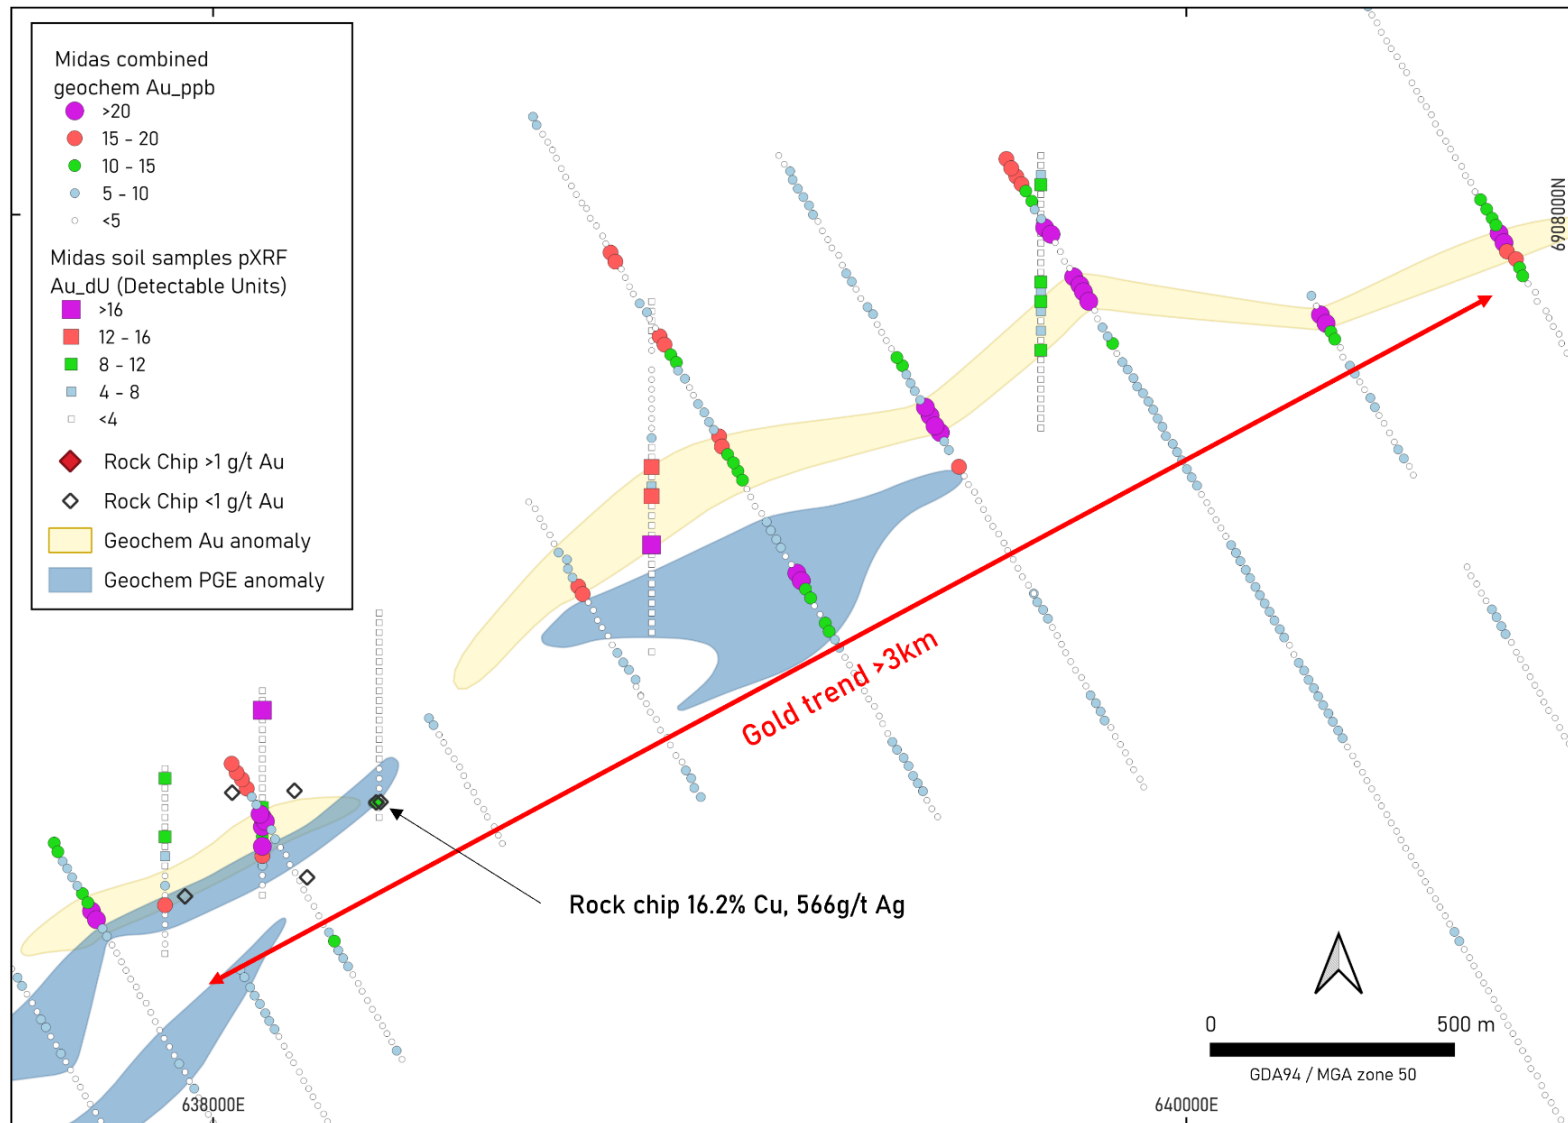 Midas combined
geochem Au_ppb
>20
15 - 20
10 - 15
5 - 10
<5
Midas soil samples pXRF
Au_dU (Detectable Units)
>16
12 - 16
8 - 12
4 - 8
<4
Rock Chip >1 g/t Au
Rock Chip <1 g/t Au
Geochem Au anomaly
Geochem PGE anomaly
6908000N
Gold trend >3km
Rock chip 16.2% Cu, 566g/t Ag
0 500 m
GDA94 / MGA zone 50
638000E
640000E